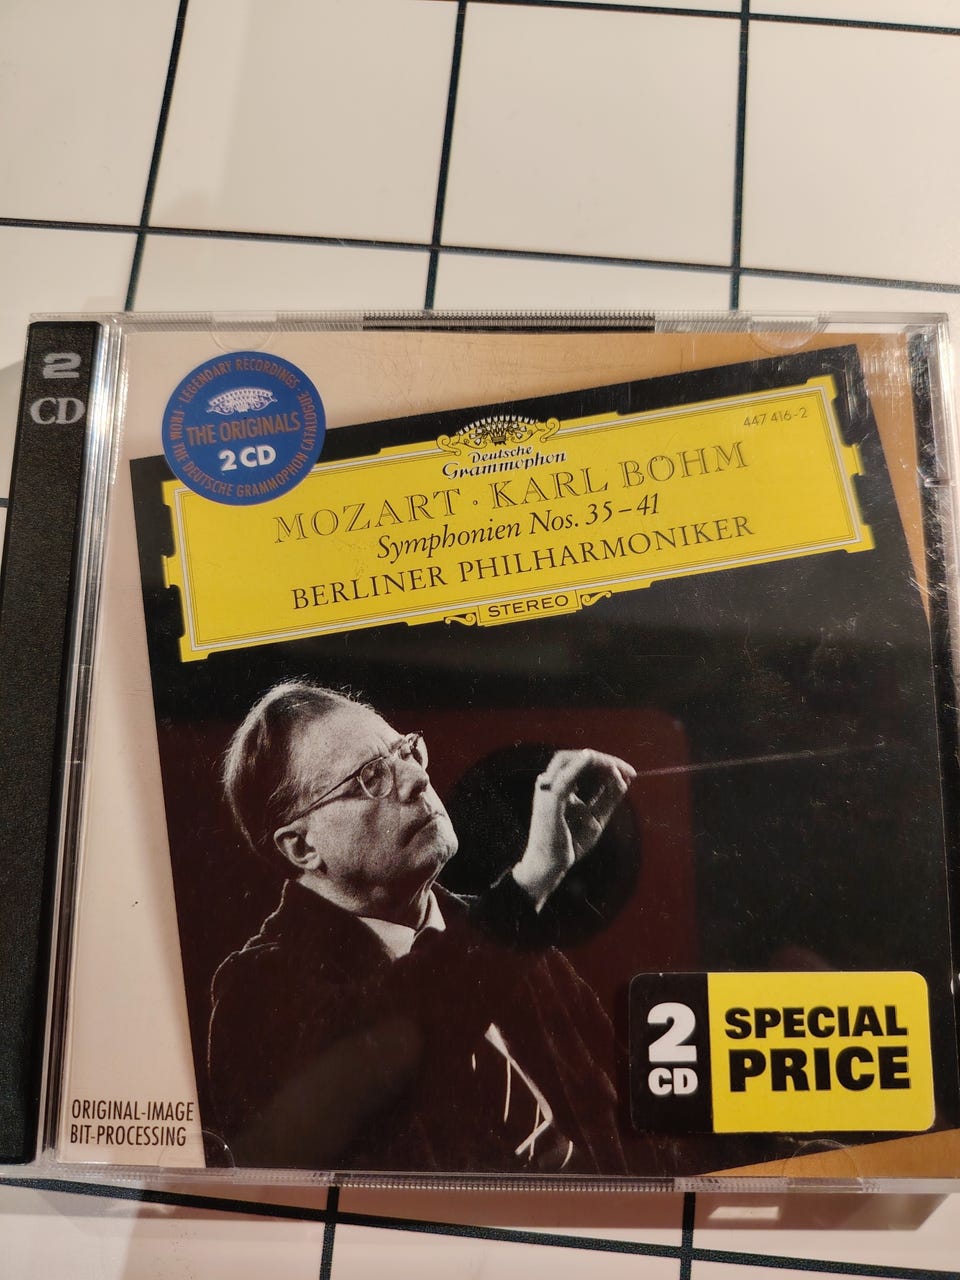 2
CD
LEGENDARY RECORDINGS
FROM THE DEUTSCHE GRAMMOPHON CATALOGUE
THE ORIGINALS
2 CD
447 416-2
Deutsche
Grammophon
MOZART · KARL BÖHM
Symphonien Nos. 35–41
BERLINER PHILHARMONIKER
STEREO
2
CD
SPECIAL
PRICE
ORIGINAL-IMAGE
BIT-PROCESSING